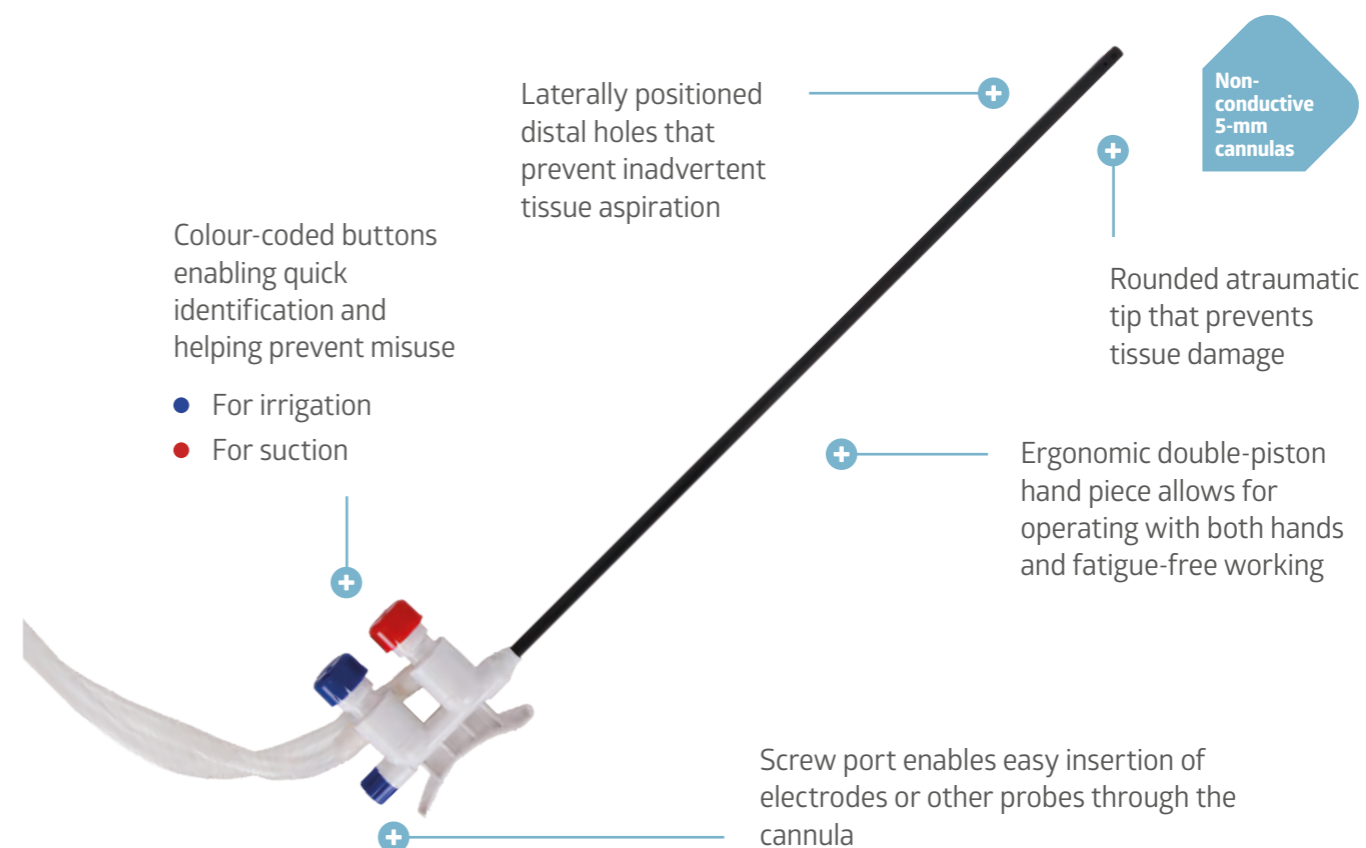 Non-
conductive
5-mm
cannulas
Laterally positioned
distal holes that
prevent inadvertent
tissue aspiration
Colour-coded buttons
enabling quick
identification and
helping prevent misuse
For irrigation
For suction
Rounded atraumatic
tip that prevents
tissue damage
Ergonomic double-piston
hand piece allows for
operating with both hands
and fatigue-free working
Screw port enables easy insertion of
electrodes or other probes through the
cannula